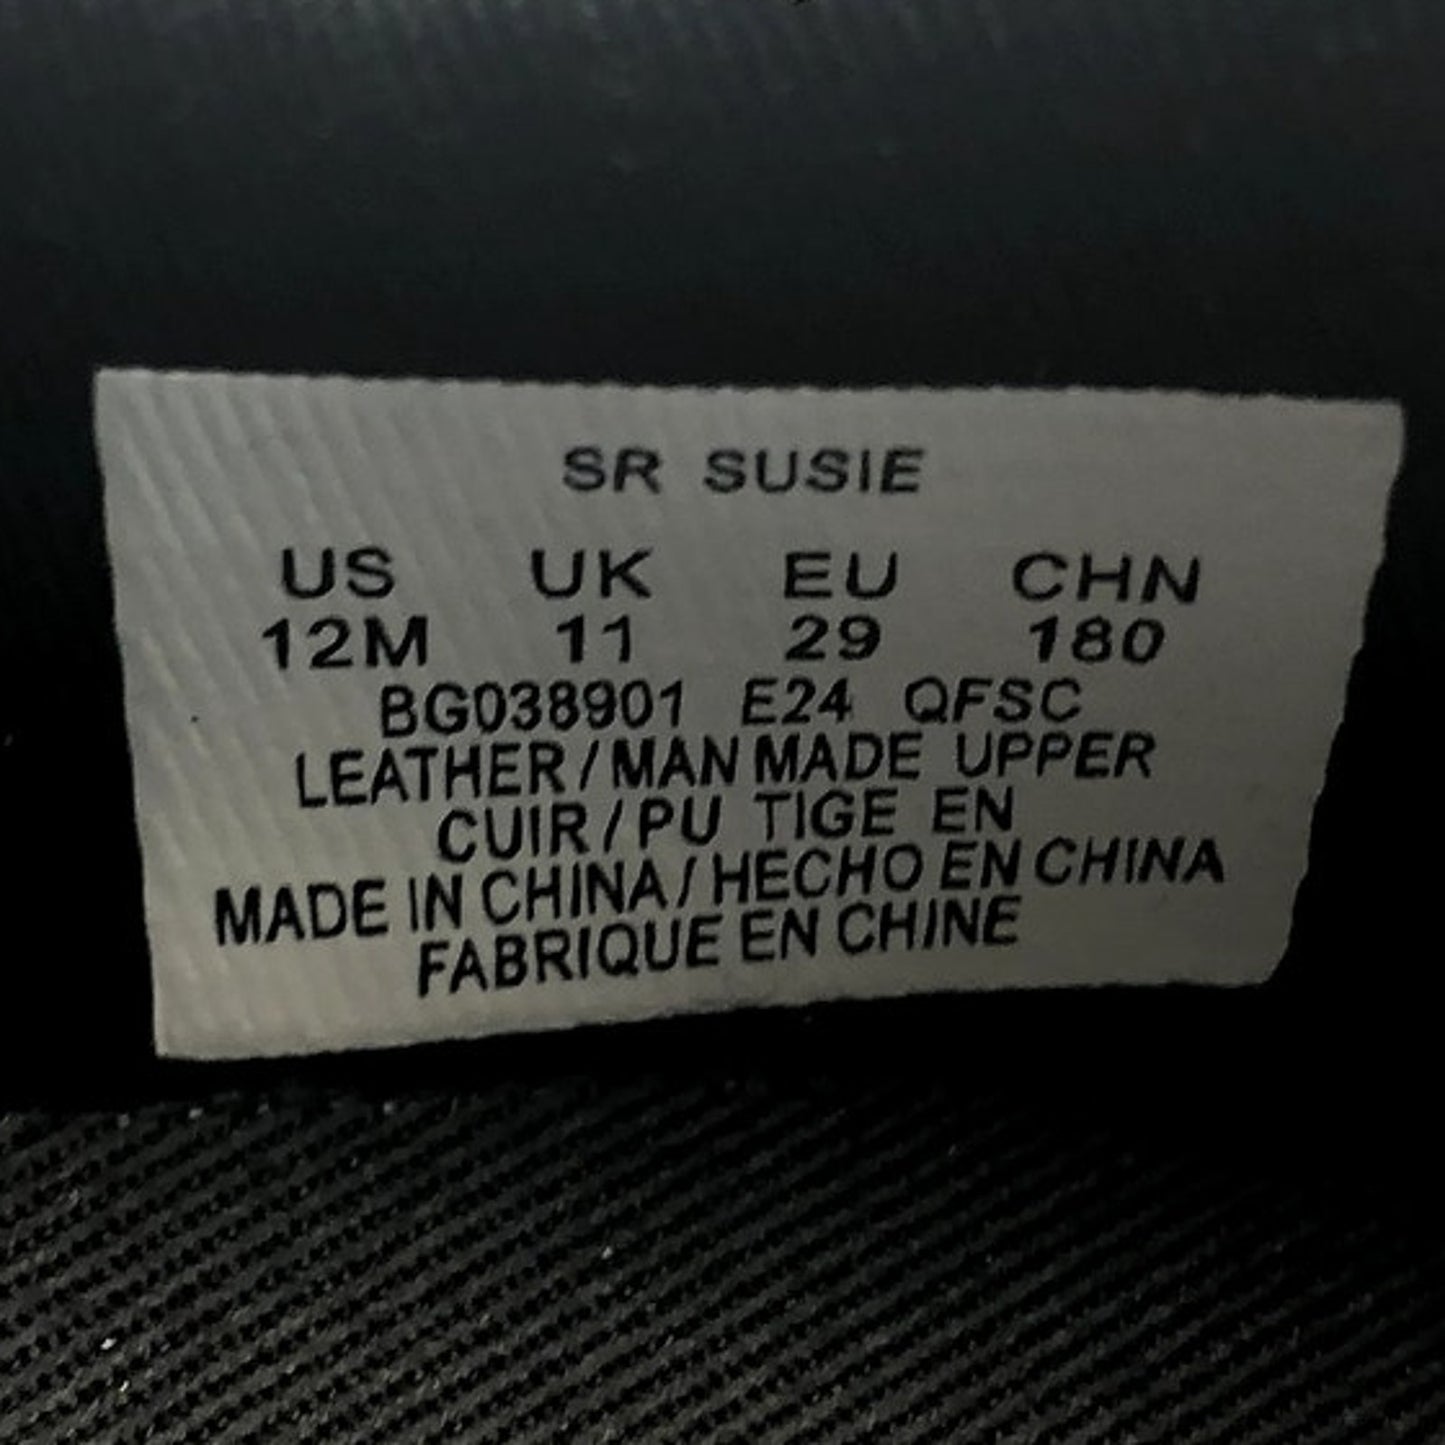 SR SUSIE
US UK EU CHN
12M 11 29 180
BG038901 E24 QFSC
LEATHER/MAN MADE UPPER
CUIR/PU TIGE EN
MADE IN CHINA/HECHO EN CHINA
FABRIQUE EN CHINE